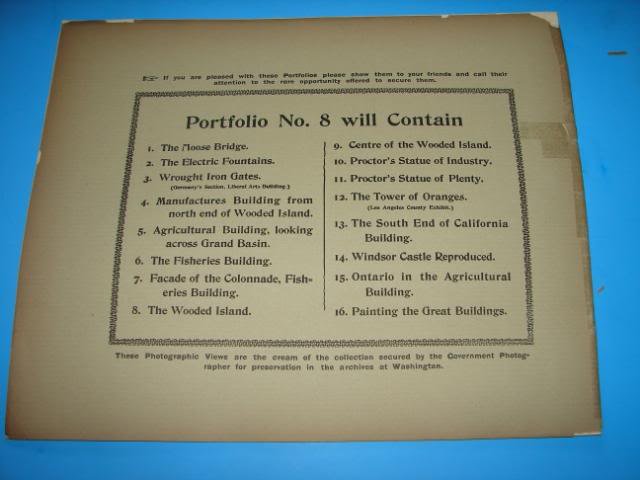 If you are pleased with these Portfolios please show them to your friends and call their
attention to the rare opportunity offered to secure them.
Portfolio No. 8 will Contain
1. The Moose Bridge.
2. The Electric Fountains.
3. Wrought Iron Gates.
(Germany's Section, Liberal Arts Building.)
4. Manufactures Building from
north end of Wooded Island.
5. Agricultural Building, looking
across Grand Basin.
6. The Fisheries Building.
7. Facade of the Colonnade, Fish-
eries Building.
8. The Wooded Island.
9. Centre of the Wooded Island.
10. Proctor's Statue of Industry.
11. Proctor's Statue of Plenty.
12. The Tower of Oranges.
(Los Angeles County Exhibit.)
13. The South End of California
Building.
14. Windsor Castle Reproduced.
15. Ontario in the Agricultural
Building.
16. Painting the Great Buildings.
These Photographic Views are the cream of the collection secured by the Government Photog-
rapher for preservation in the archives at Washington.